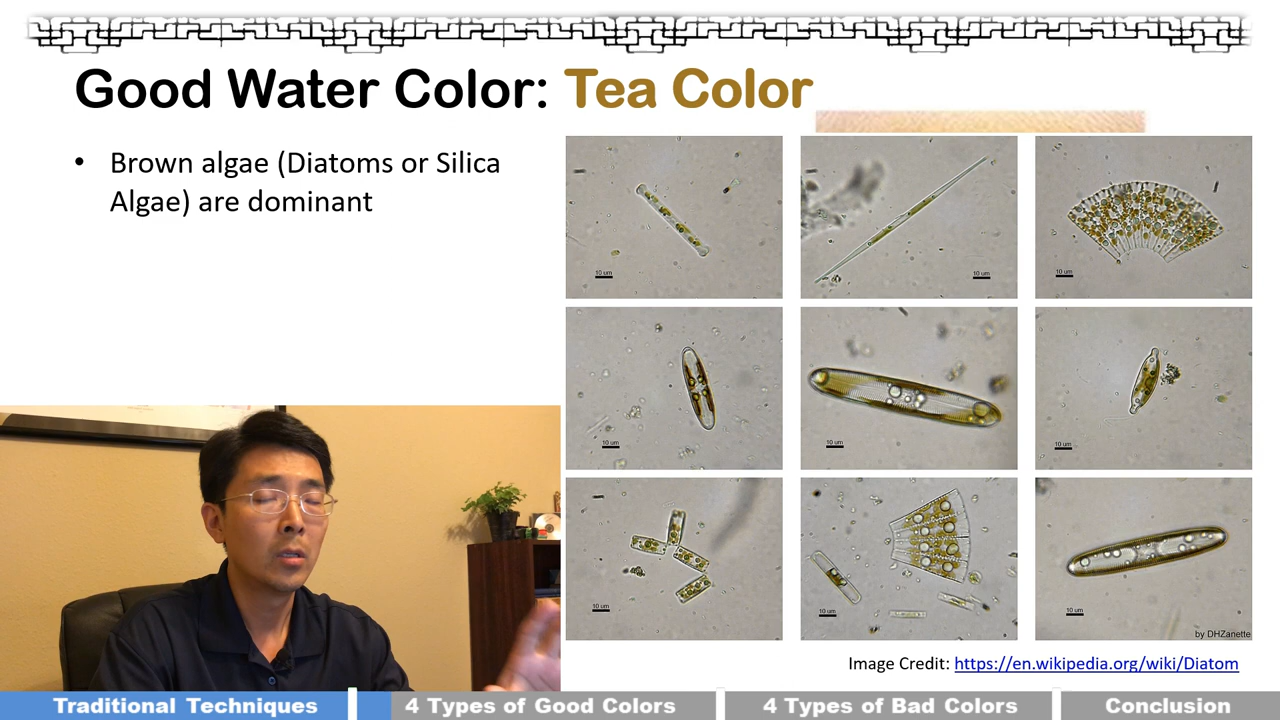 Good Water Color: Tea Color
• Brown algae (Diatoms or Silica
Algae) are dominant
10 um
10 um
10 um
10 um
10 um
10 um
10 um
10 um
10 um
by DHZanette
Image Credit: https://en.wikipedia.org/wiki/Diatom
Traditional Techniques
4 Types of Good Colors
4 Types of Bad Colors
Conclusion